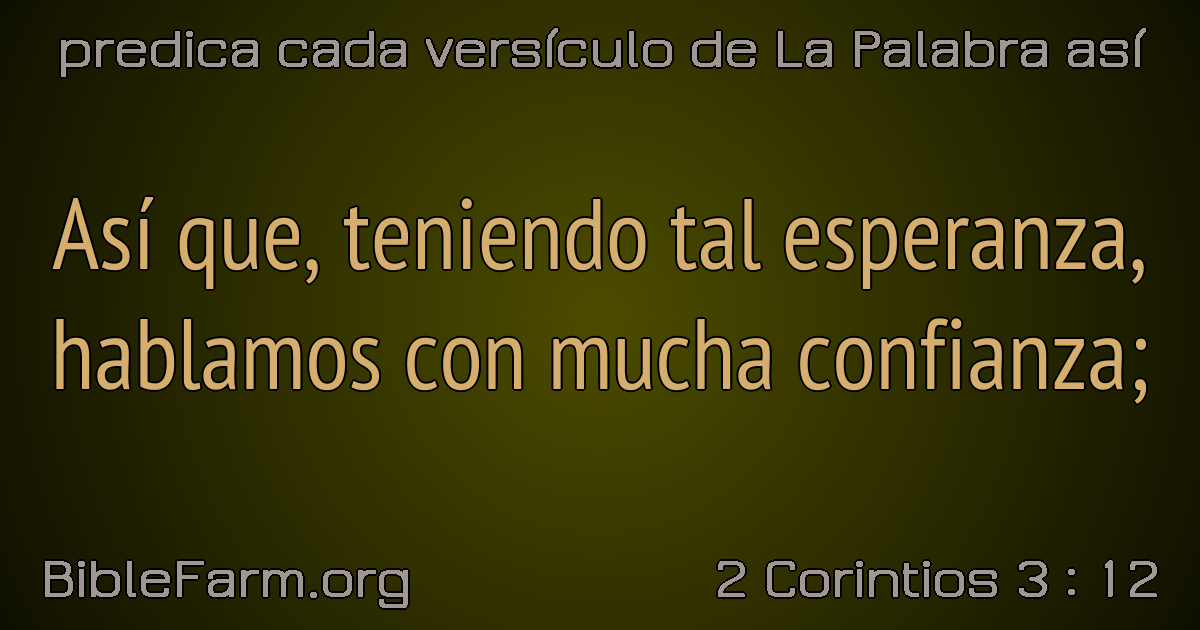 predica cada versículo de La Palabra así
Así que, teniendo tal esperanza,
hablamos con mucha confianza;
BibleFarm.org
2 Corintios 3 : 12